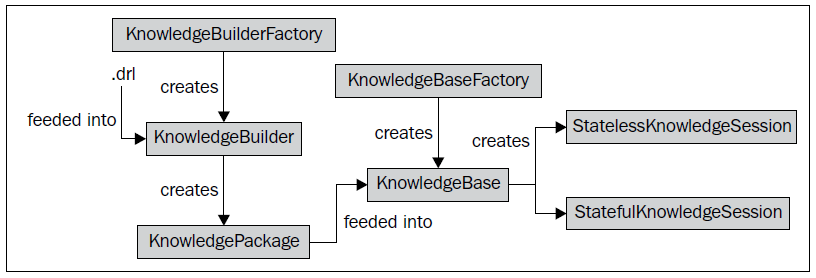 KnowledgeBuilderFactory
.drl
creates
KnowledgeBaseFactory
feeded into
KnowledgeBuilder
creates
creates
StatelessKnowledgeSession
creates
KnowledgeBase
KnowledgePackage
feeded into
StatefulKnowledgeSession